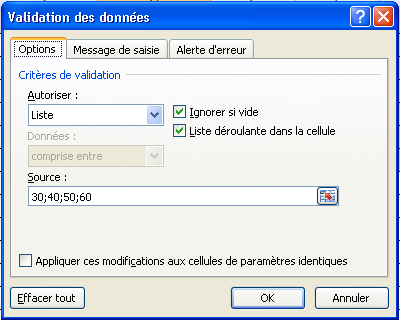 Validation des données
Options
Message de saisie
Alerte d'erreur
Critères de validation
Autoriser :
Liste
Ignorer si vide
Données :
Liste déroulante dans la cellule
comprise entre
Source :
30;40;50;60
Appliquer ces modifications aux cellules de paramètres identiques
Effacer tout
OK
Annuler